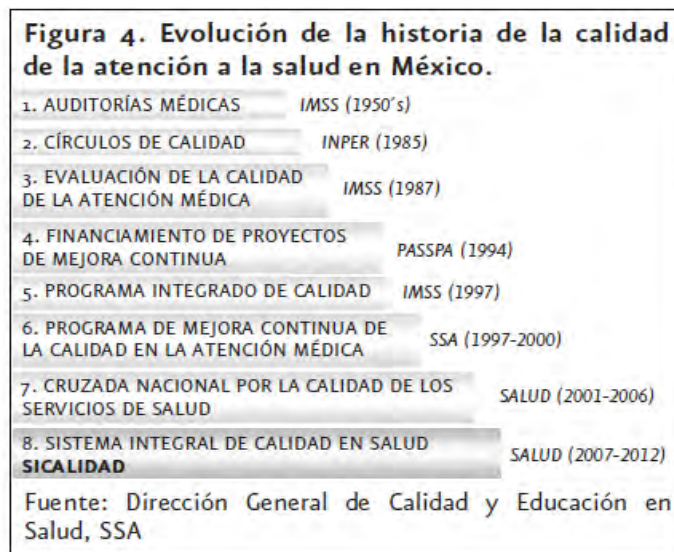 Figura 4. Evolución de la historia de la calidad
de la atención a la salud en México.
1. AUDITORÍAS MÉDICAS IMSS (1950´s)
2. CÍRCULOS DE CALIDAD INPER (1985)
3. EVALUACIÓN DE LA CALIDAD
DE LA ATENCIÓN MÉDICA IMSS (1987)
4. FINANCIAMIENTO DE PROYECTOS
DE MEJORA CONTINUA PASSPA (1994)
5. PROGRAMA INTEGRADO DE CALIDAD IMSS (1997)
6. PROGRAMA DE MEJORA CONTINUA DE
LA CALIDAD EN LA ATENCIÓN MÉDICA SSA (1997-2000)
7. CRUZADA NACIONAL POR LA CALIDAD DE LOS
SERVICIOS DE SALUD SALUD (2001-2006)
8. SISTEMA INTEGRAL DE CALIDAD EN SALUD
SICALIDAD SALUD (2007-2012)
Fuente: Dirección General de Calidad y Educación en
Salud, SSA